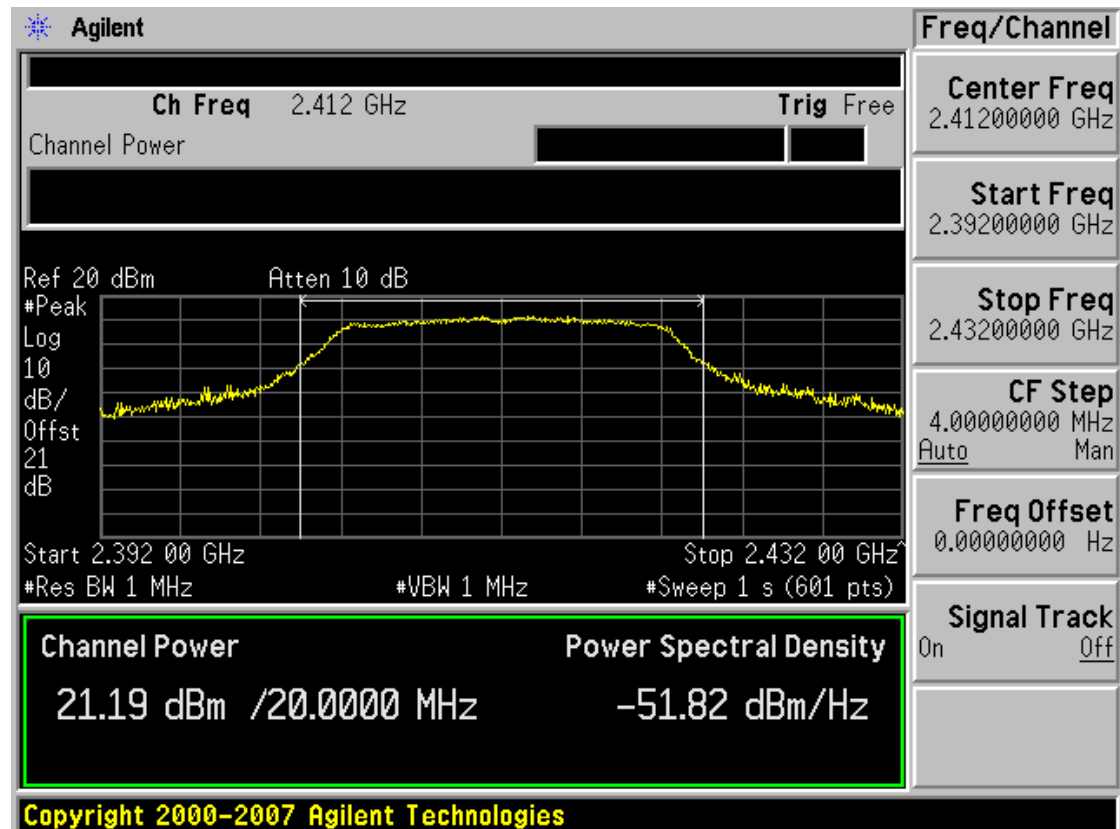 Agilent
Freq/Channel
Ch Freq 2.412 GHz Trig Free
Channel Power
Ref 20 dBm Atten 10 dB
#Peak
Log
10
dB/
Offst
21
dB
Start 2.392 00 GHz Stop 2.432 00 GHz^
#Res BW 1 MHz #VBW 1 MHz #Sweep 1 s (601 pts)
Channel Power Power Spectral Density
21.19 dBm /20.0000 MHz -51.82 dBm/Hz
Copyright 2000-2007 Agilent Technologies
Center Freq
2.41200000 GHz
Start Freq
2.39200000 GHz
Stop Freq
2.43200000 GHz
CF Step
4.00000000 MHz
Auto Man
Freq Offset
0.00000000 Hz
Signal Track
On Off